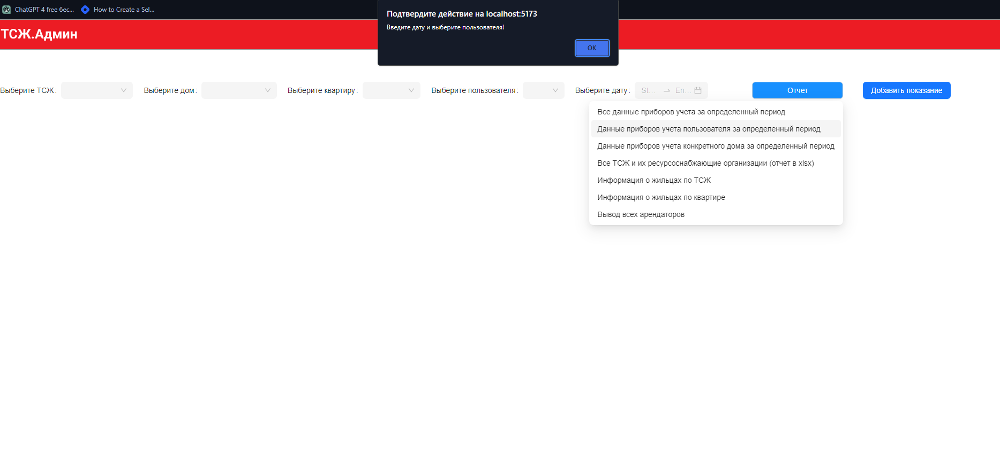 ChatGPT 4 free бес...
How to Create a Sel...
Подтвердите действие на localhost:5173
Введите дату и выберите пользователя!
ОК
ТСЖ.Админ
Выберите ТСЖ:
Выберите дом:
Выберите квартиру:
Выберите пользователя:
Выберите дату:
St...
En...
Отчет
Добавить показание
Все данные приборов учета за определенный период
Данные приборов учета пользователя за определенный период
Данные приборов учета конкретного дома за определенный период
Все ТСЖ и их ресурсоснабжающие организации (отчет в xlsx)
Информация о жильцах по ТСЖ
Информация о жильцах по квартире
Вывод всех арендаторов